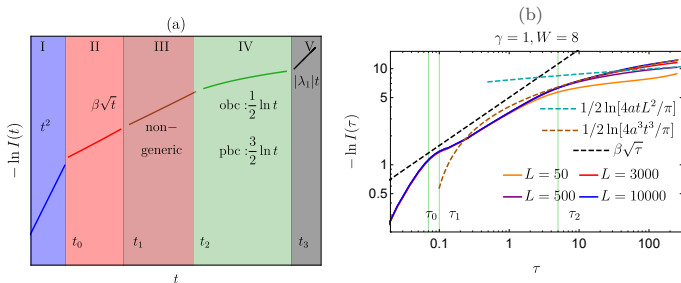 (a)
I II III IV V
t²
β√t
non−
generic
obc :1/2 ln t
pbc :3/2 ln t
|λ₁|t
t₀ t₁ t₂ t₃
t
− ln I(t)
(b)
γ = 1, W = 8
10
5
1
0.5
− ln I(τ)
1/2 ln[4atL²/π]
1/2 ln[4a³t³/π]
β√τ
L = 50 L = 3000
L = 500 L = 10000
τ₀ τ₁ τ₂
0.1 1 10 100
τ